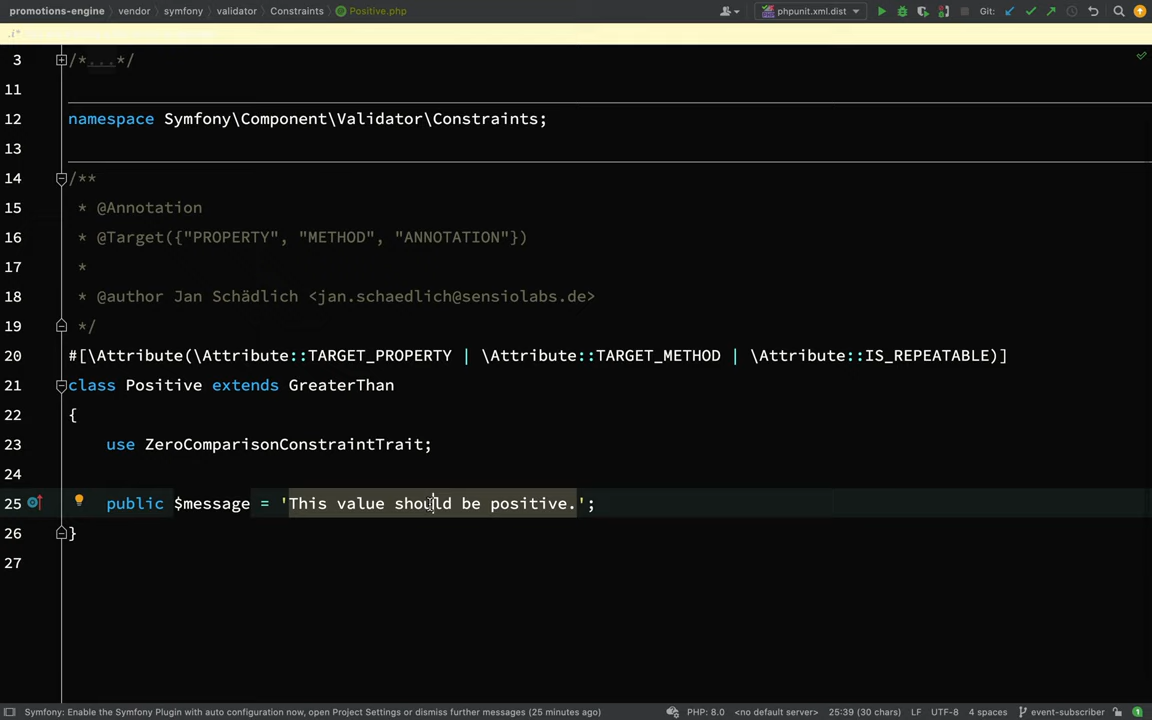 promotions-engine vendor symfony validator Constraints Positive.php phpunit.xml.dist Git:
3 /*...*/
11
12 namespace Symfony\Component\Validator\Constraints;
13
14 /**
15 * @Annotation
16 * @Target({"PROPERTY", "METHOD", "ANNOTATION"})
17 *
18 * @author Jan Schädlich <jan.schaedlich@sensiolabs.de>
19 */
20 #[\Attribute(\Attribute::TARGET_PROPERTY | \Attribute::TARGET_METHOD | \Attribute::IS_REPEATABLE)]
21 class Positive extends GreaterThan
22 {
23 use ZeroComparisonConstraintTrait;
24
25 public $message = 'This value should be positive.';
26 }
27
Symfony: Enable the Symfony Plugin with auto configuration now, open Project Settings or dismiss further messages (25 minutes ago) PHP: 8.0 <no default server> 25:39 (30 chars) LF UTF-8 4 spaces event-subscriber 1